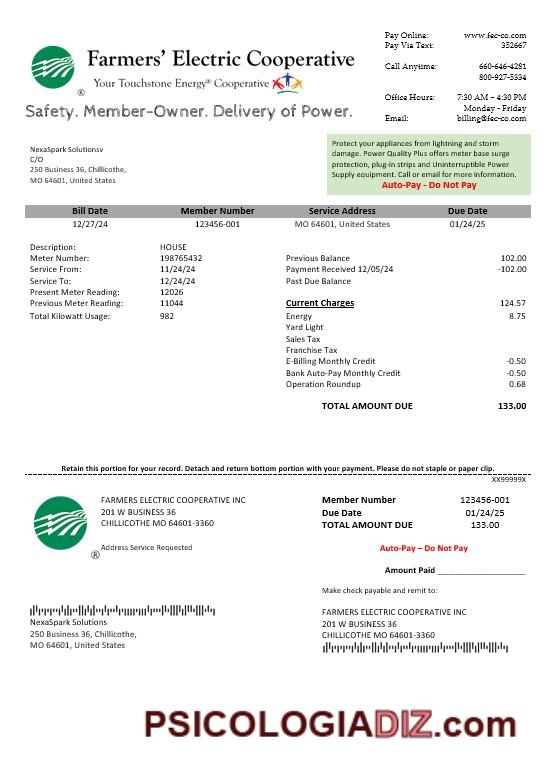 Pay Online: www.fec-co.com
Pay Via Text: 352667
Call Anytime: 660-646-4281
800-927-5334
Office Hours: 7:30 AM – 4:30 PM
Monday - Friday
Email: billing@fec-co.com
Farmers' Electric Cooperative
Your Touchstone Energy® Cooperative
®
Safety. Member-Owner. Delivery of Power.
NexaSpark Solutionsv
C/O
250 Business 36, Chillicothe,
MO 64601, United States
Protect your appliances from lightning and storm
damage. Power Quality Plus offers meter base surge
protection, plug-in strips and Uninterruptible Power
Supply equipment. Call or email for more information.
Auto-Pay - Do Not Pay
Bill Date Member Number Service Address Due Date
12/27/24 123456-001 MO 64601, United States 01/24/25
Description: HOUSE
Meter Number: 198765432
Service From: 11/24/24
Service To: 12/24/24
Present Meter Reading: 12026
Previous Meter Reading: 11044
Total Kilowatt Usage: 982
Previous Balance 102.00
Payment Received 12/05/24 -102.00
Past Due Balance
Current Charges 124.57
Energy 8.75
Yard Light
Sales Tax
Franchise Tax
E-Billing Monthly Credit -0.50
Bank Auto-Pay Monthly Credit -0.50
Operation Roundup 0.68
TOTAL AMOUNT DUE 133.00
Retain this portion for your record. Detach and return bottom portion with your payment. Please do not staple or paper clip.
XX99999X
FARMERS ELECTRIC COOPERATIVE INC
201 W BUSINESS 36
CHILLICOTHE MO 64601-3360
® Address Service Requested
Member Number 123456-001
Due Date 01/24/25
TOTAL AMOUNT DUE 133.00
Auto-Pay – Do Not Pay
Amount Paid ____________________
Make check payable and remit to:
NexaSpark Solutions
250 Business 36, Chillicothe,
MO 64601, United States
FARMERS ELECTRIC COOPERATIVE INC
201 W BUSINESS 36
CHILLICOTHE MO 64601-3360
PSICOLOGIADIZ.com